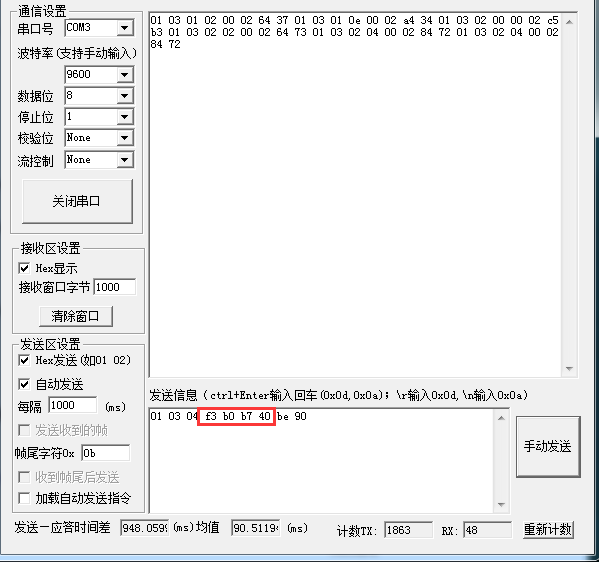 通信设置
串口号 COM3
波特率(支持手动输入)
9600
数据位 8
停止位 1
校验位 None
流控制 None
关闭串口
接收区设置
Hex显示
接收窗口字节 1000
清除窗口
发送区设置
Hex发送(如01 02)
自动发送
每隔 1000 (ms)
发送收到的帧
帧尾字符0x 0b
收到帧尾后发送
加载自动发送指令
01 03 01 f2 00 02 64 37 01 03 01 0e 00 02 a4 34 01 03 02 00 00 02 c5
b3 01 03 02 02 00 02 64 73 01 03 02 04 00 02 84 72 01 03 02 04 00 02
84 72
发送信息(ctrl+Enter输入回车(0x0d,0x0a); \r输入0x0d,\n输入0x0a)
01 03 04 f3 b0 b7 40 be 90
手动发送
发送一应答时间差 948.059 (ms)均值 90.5119 (ms) 计数TX: 1863 RX: 48 重新计数